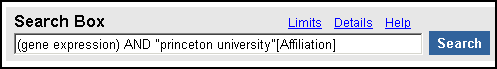 Search Box Limits Details Help
(gene expression) AND "princeton university"[Affiliation] Search